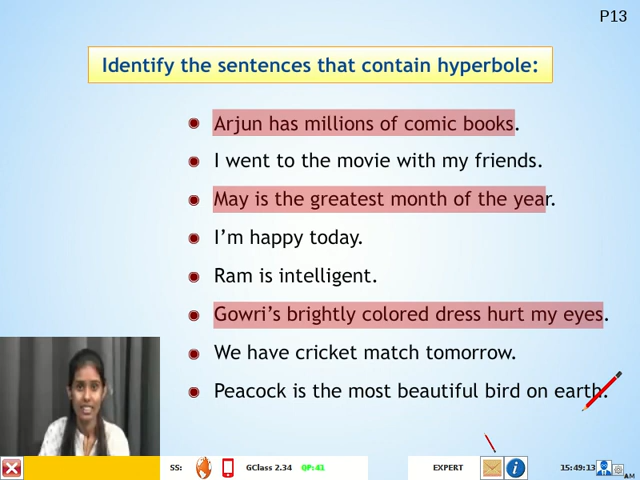 P13
Identify the sentences that contain hyperbole:
Arjun has millions of comic books.
I went to the movie with my friends.
May is the greatest month of the year.
I’m happy today.
Ram is intelligent.
Gowri’s brightly colored dress hurt my eyes.
We have cricket match tomorrow.
Peacock is the most beautiful bird on earth.
SS: GClass 2.34 QP:41 EXPERT 15:49:13
AM